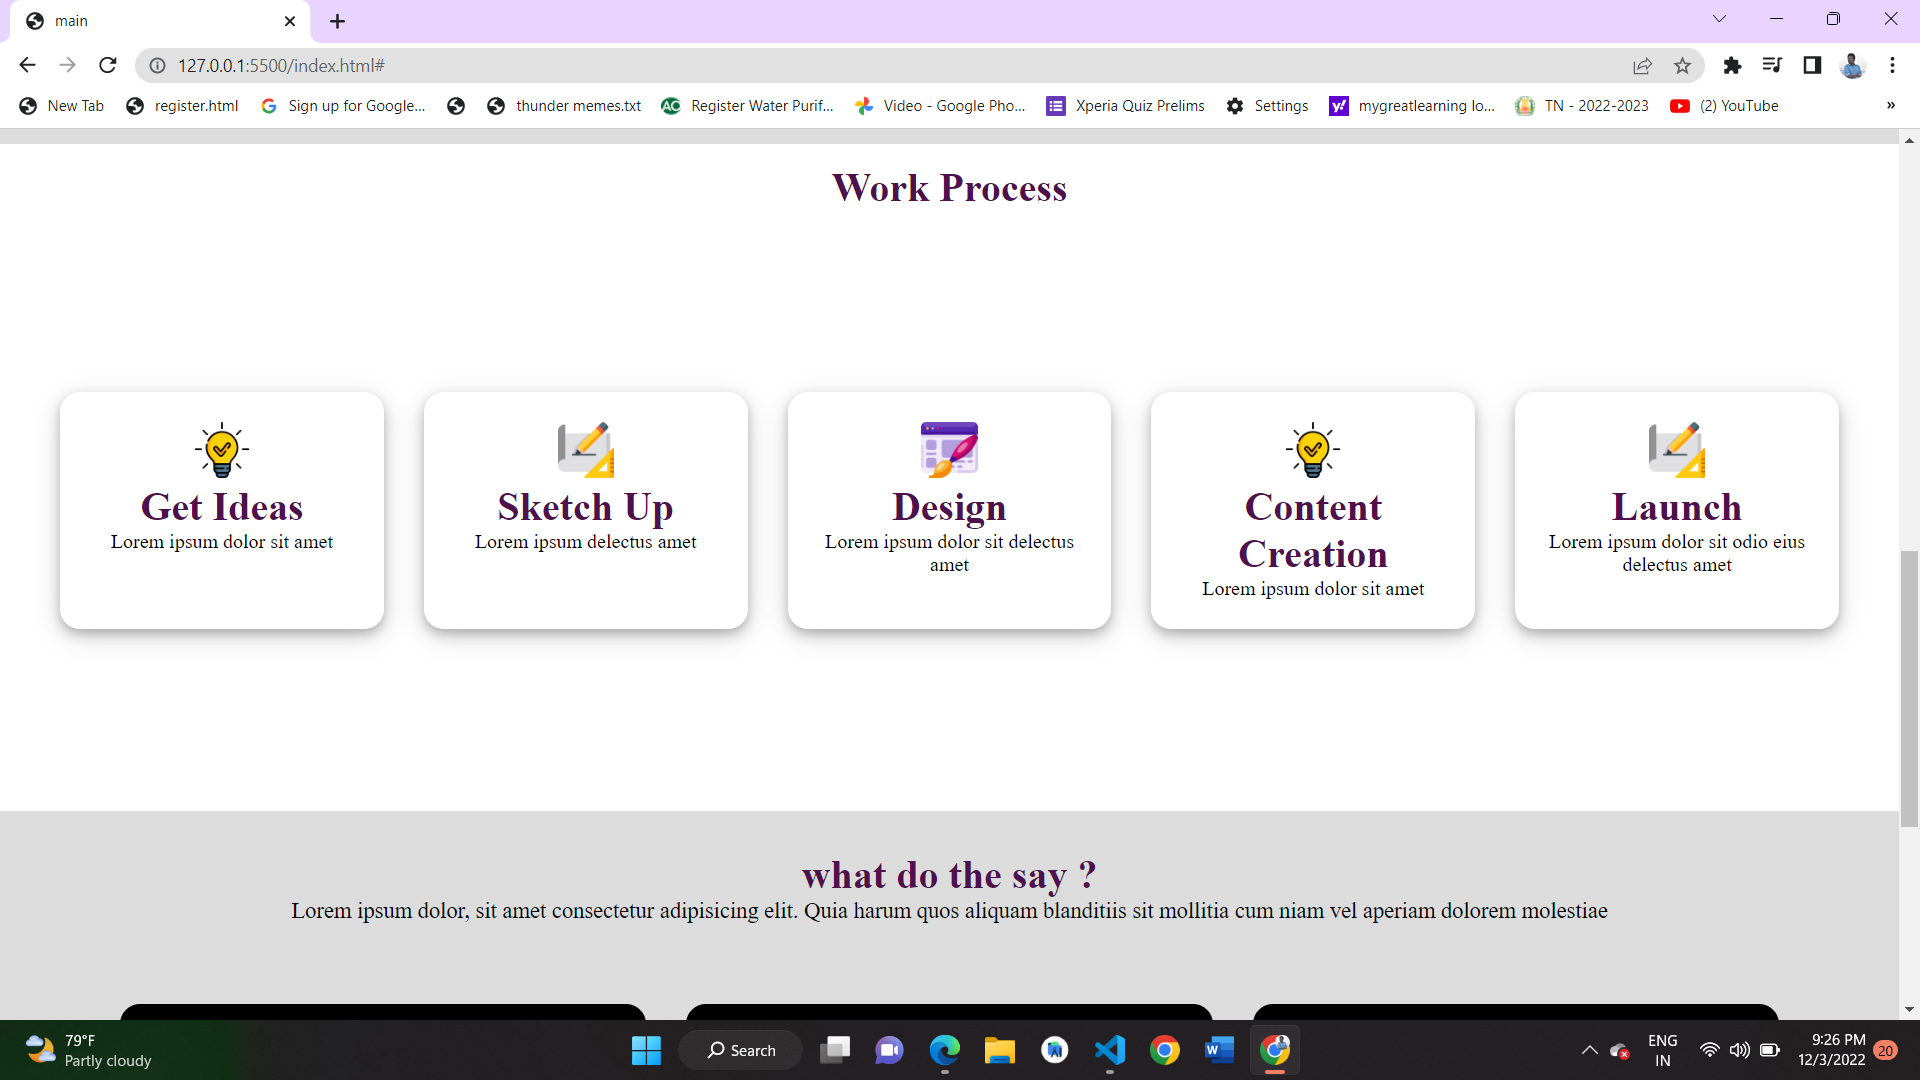 main
127.0.0.1:5500/index.html#
New Tab
register.html
Sign up for Google...
thunder memes.txt
Register Water Purif...
Video - Google Pho...
Xperia Quiz Prelims
Settings
mygreatlearning lo...
TN - 2022-2023
(2) YouTube
»
Work Process
Get Ideas
Lorem ipsum dolor sit amet
Sketch Up
Lorem ipsum delectus amet
Design
Lorem ipsum dolor sit delectus
amet
Content
Creation
Lorem ipsum dolor sit amet
Launch
Lorem ipsum dolor sit odio eius
delectus amet
what do the say ?
Lorem ipsum dolor, sit amet consectetur adipisicing elit. Quia harum quos aliquam blanditiis sit mollitia cum niam vel aperiam dolorem molestiae
79°F
Partly cloudy
Search
ENG
IN
9:26 PM
12/3/2022
20